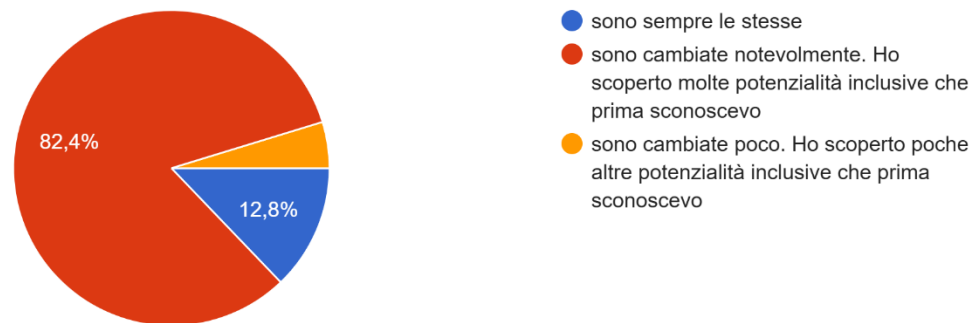 82,4%
12,8%
sono sempre le stesse
sono cambiate notevolmente. Ho
scoperto molte potenzialità inclusive che
prima sconoscevo
sono cambiate poco. Ho scoperto poche
altre potenzialità inclusive che prima
sconoscevo